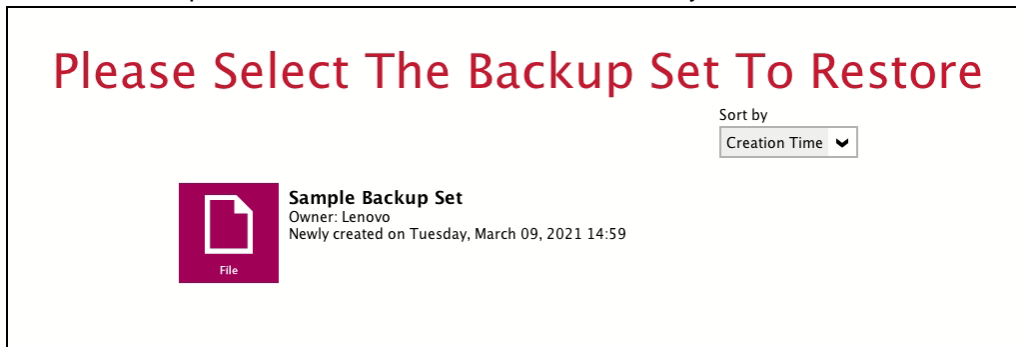 Please Select The Backup Set To Restore
Sort by
Creation Time
Sample Backup Set
Owner: Lenovo
Newly created on Tuesday, March 09, 2021 14:59
File